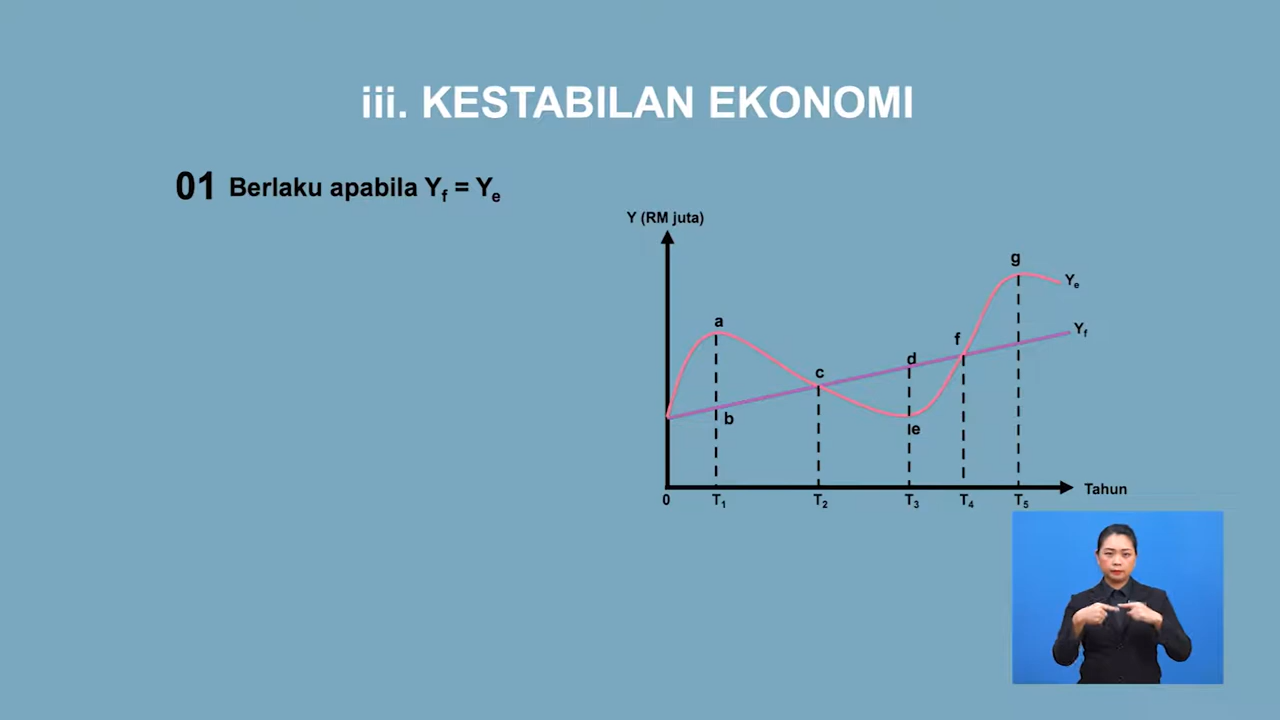 iii. KESTABILAN EKONOMI
01 Berlaku apabila Yf = Ye
Y (RM juta)
g
Ye
a
f
Yf
d
c
b
e
0
T1
T2
T3
T4
T5
Tahun